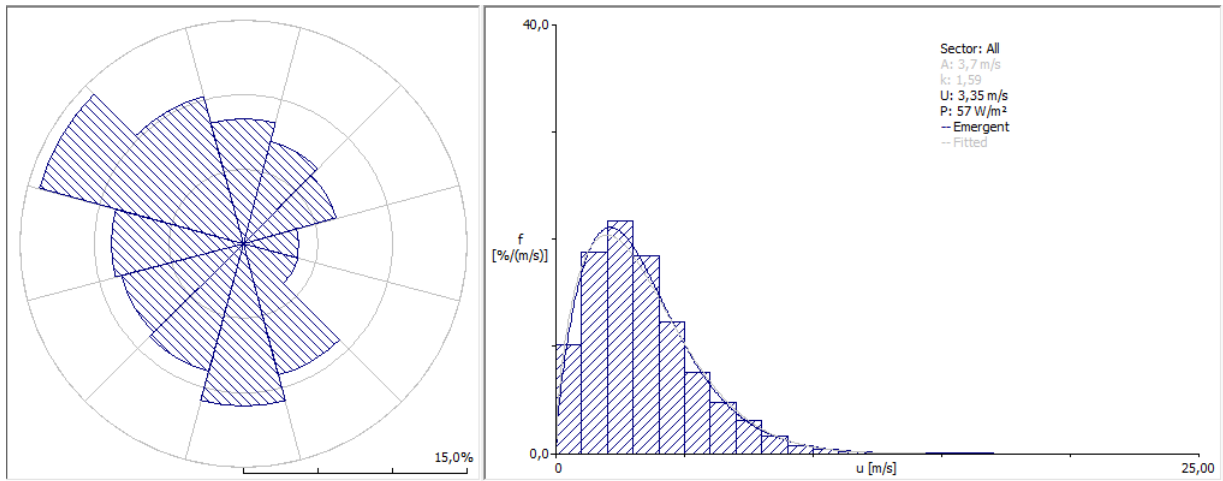 15,0%
40,0
f
[%/(m/s)]
0,0
0
u [m/s]
25,00
Sector: All
A: 3,7 m/s
k: 1,59
U: 3,35 m/s
P: 57 W/m²
-- Emergent
-- Fitted